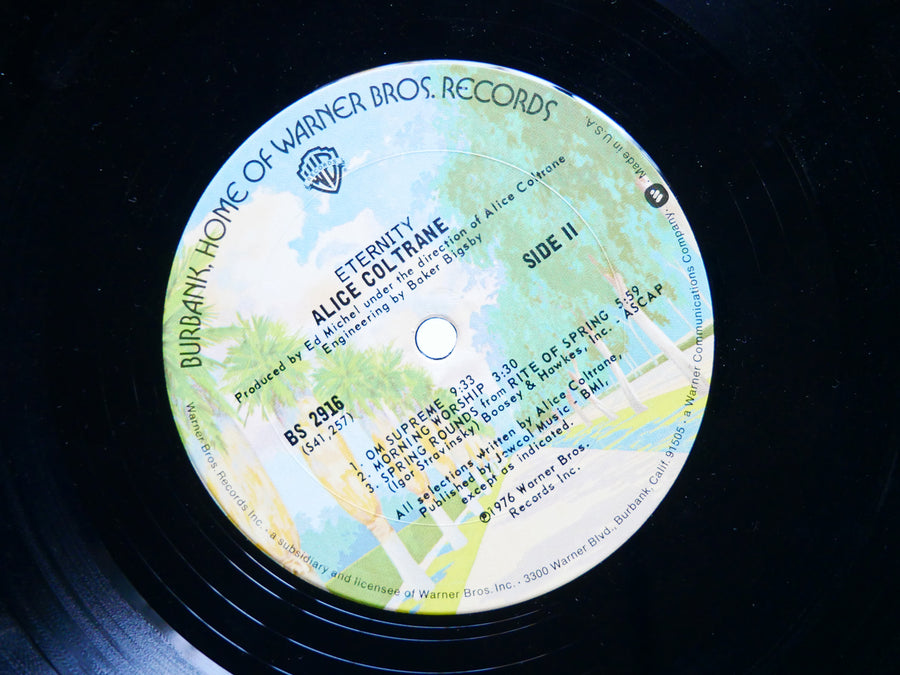 BURBANK, HOME OF WARNER BROS. RECORDS
Made in U.S.A.
RECORDS
ETERNITY
ALICE COLTRANE
Produced by Ed Michel under the direction of Alice Coltrane
Engineering by Baker Bigsby
SIDE II
BS 2916
(S41,257)
1. OM SUPREME 9:33
2. MORNING WORSHIP 3:30
3. SPRING ROUNDS from RITE OF SPRING 5:59
(Igor Stravinsky) Boosey & Hawkes, Inc. - ASCAP
All selections written by Alice Coltrane,
Published by Jowcol Music - BMI,
except as indicated.
℗1976 Warner Bros.
Records Inc.
Warner Bros. Records Inc. - a subsidiary and licensee of Warner Bros. Inc. - 3300 Warner Blvd., Burbank, Calif. 91505 - a Warner Communications Company.